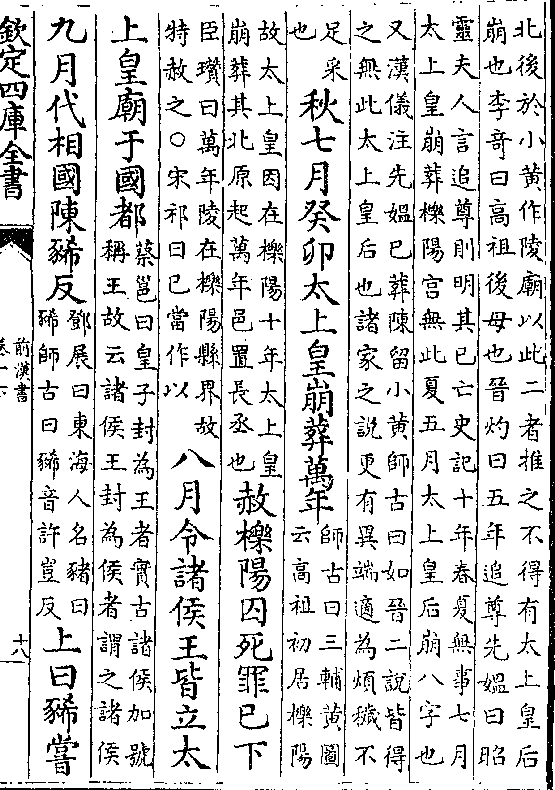 北後於小黄作陵廟以此二者推之不得有太上皇后
崩也李竒曰高祖後母也晉灼曰五年追尊先媪曰昭
靈夫人言追尊則明其已亡史記十年春夏無事七月
太上皇崩葬櫟陽宫無此夏五月太上皇后崩八字也
又漢儀注先媪已葬陳留小黄師古曰如晉二說皆得
之無此太上皇后也諸家之說更有異端適為煩穢不
足采
也
秋七月癸卯太上皇崩葬萬年
師古曰三輔黄圖
云高祖初居櫟陽
故太上皇因在櫟陽十年太上皇
崩葬其北原起萬年邑置長丞也
赦櫟陽囚死罪已下
臣瓚曰萬年陵在櫟陽縣界故
特赦之○宋祁曰已當作以
八月令諸侯王皆立太
上皇廟于國都
蔡邕曰皇子封為王者實古諸侯加號
稱王故云諸侯王封為侯者謂之諸侯
九月代相國陳豨反
鄧展曰東海人名豬曰
豨師古曰豨音許豈反
上曰豨嘗
欽定四庫全書
前漢書
卷一下
十八